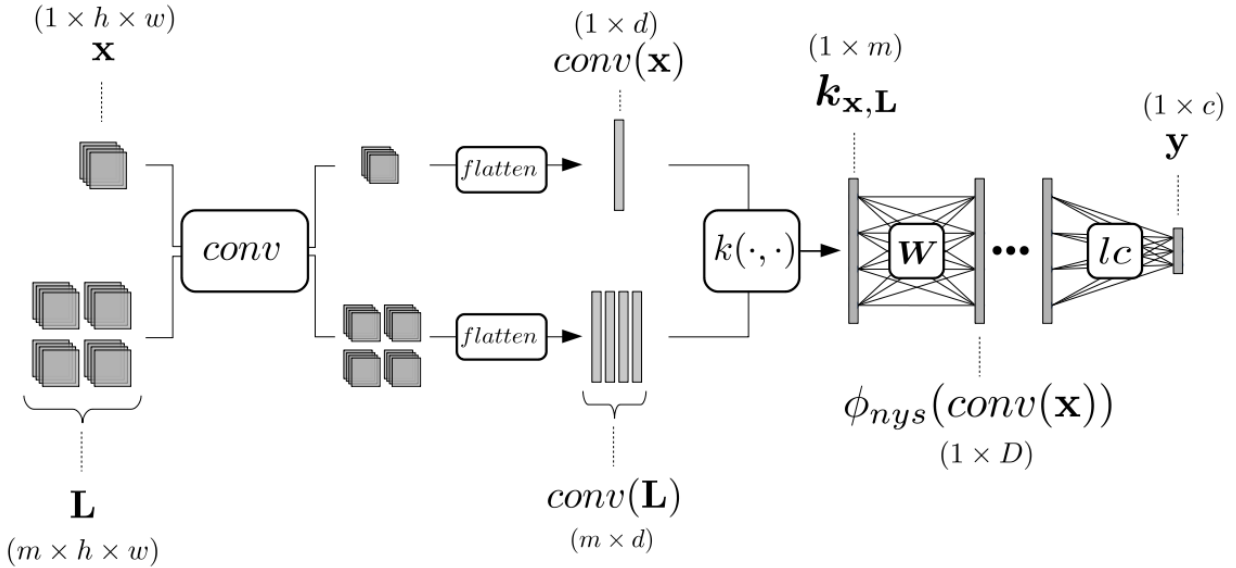 (1 × h × w)
x
(1 × d)
conv(x)
(1 × m)
k_{x,L}
(1 × c)
y
flatten
conv
k(·, ·)
W
•••
lc
flatten
ϕ_{nys}(conv(x))
(1 × D)
L
(m × h × w)
conv(L)
(m × d)